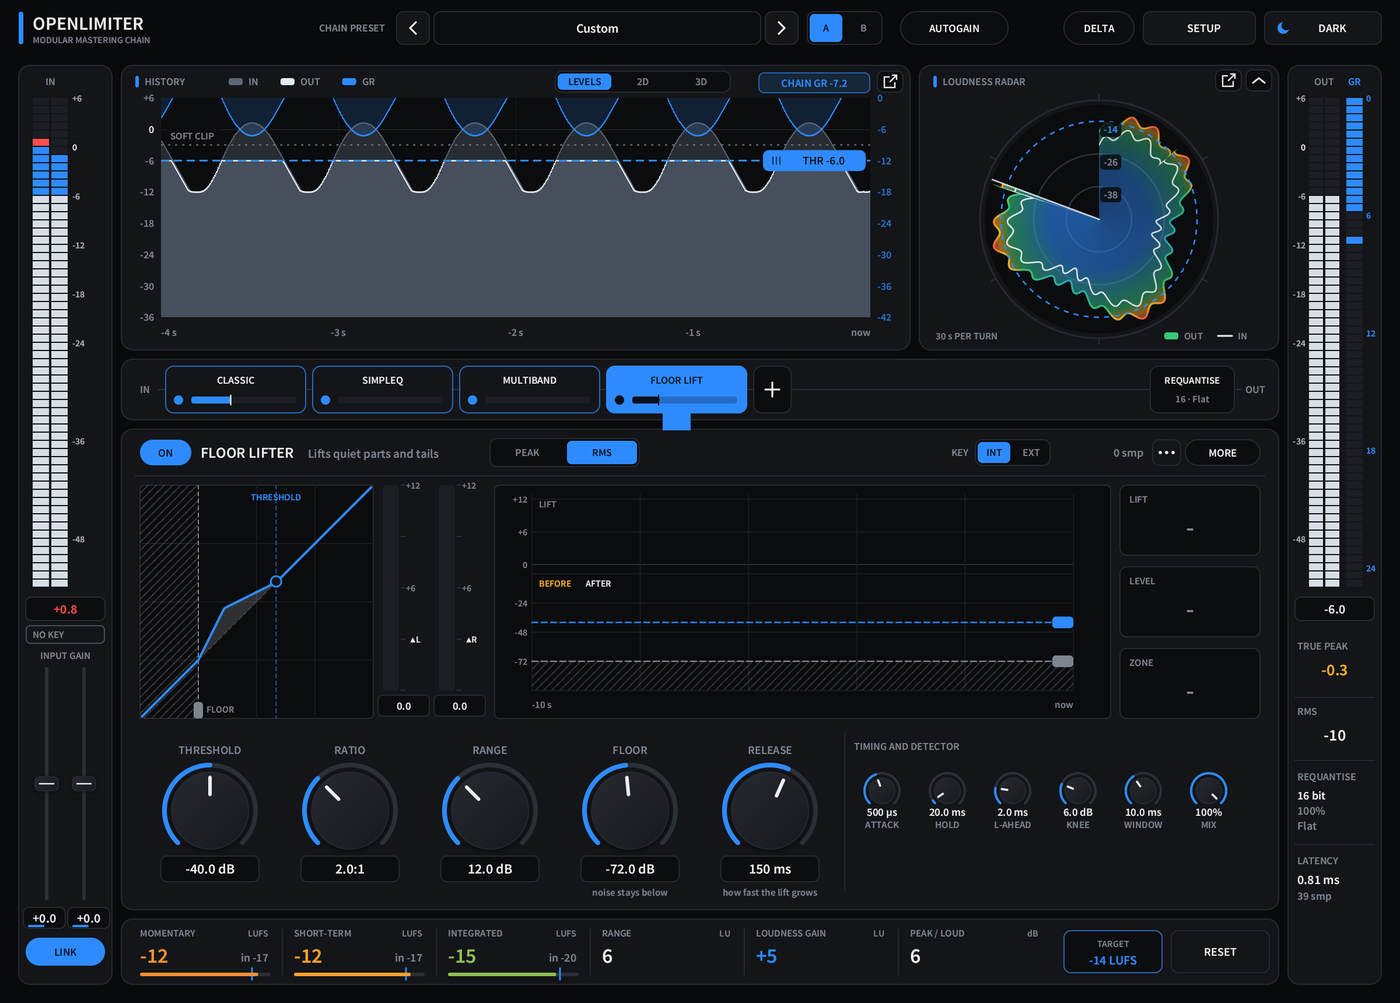 OPENLIMITER
MODULAR MASTERING CHAIN
CHAIN PRESET
Custom
A
B
AUTOGAIN
DELTA
SETUP
DARK
IN
+6
0
-6
-12
-18
-24
-36
-48
+0.8
NO KEY
INPUT GAIN
+0.0
+0.0
LINK
HISTORY
IN
OUT
GR
LEVELS
2D
3D
CHAIN GR -7.2
+6
0
-6
-12
-18
-24
-30
-36
SOFT CLIP
THR -6.0
0
-6
-12
-18
-24
-30
-36
-42
-4 s
-3 s
-2 s
-1 s
now
LOUDNESS RADAR
-14
-26
-38
30 s PER TURN
OUT
IN
IN
CLASSIC
SIMPLEQ
MULTIBAND
FLOOR LIFT
+
REQUANTISE
16 · Flat
OUT
ON
FLOOR LIFTER
Lifts quiet parts and tails
PEAK
RMS
KEY
INT
EXT
0 smp
MORE
THRESHOLD
FLOOR
+12
+6
▲L
0.0
+12
+6
▲R
0.0
+12
LIFT
+6
0
BEFORE
AFTER
-24
-48
-72
-10 s
now
LIFT
–
LEVEL
–
ZONE
–
THRESHOLD
-40.0 dB
RATIO
2.0:1
RANGE
12.0 dB
FLOOR
-72.0 dB
noise stays below
RELEASE
150 ms
how fast the lift grows
TIMING AND DETECTOR
500 µs
ATTACK
20.0 ms
HOLD
2.0 ms
L-AHEAD
6.0 dB
KNEE
10.0 ms
WINDOW
100%
MIX
MOMENTARY
LUFS
-12
in -17
SHORT-TERM
LUFS
-12
in -17
INTEGRATED
LUFS
-15
in -20
RANGE
LU
6
LOUDNESS GAIN
LU
+5
PEAK / LOUD
dB
6
TARGET
-14 LUFS
RESET
OUT
GR
+6
0
-6
-12
-18
-24
-36
-48
0
6
12
18
24
-6.0
TRUE PEAK
-0.3
RMS
-10
REQUANTISE
16 bit
100%
Flat
LATENCY
0.81 ms
39 smp